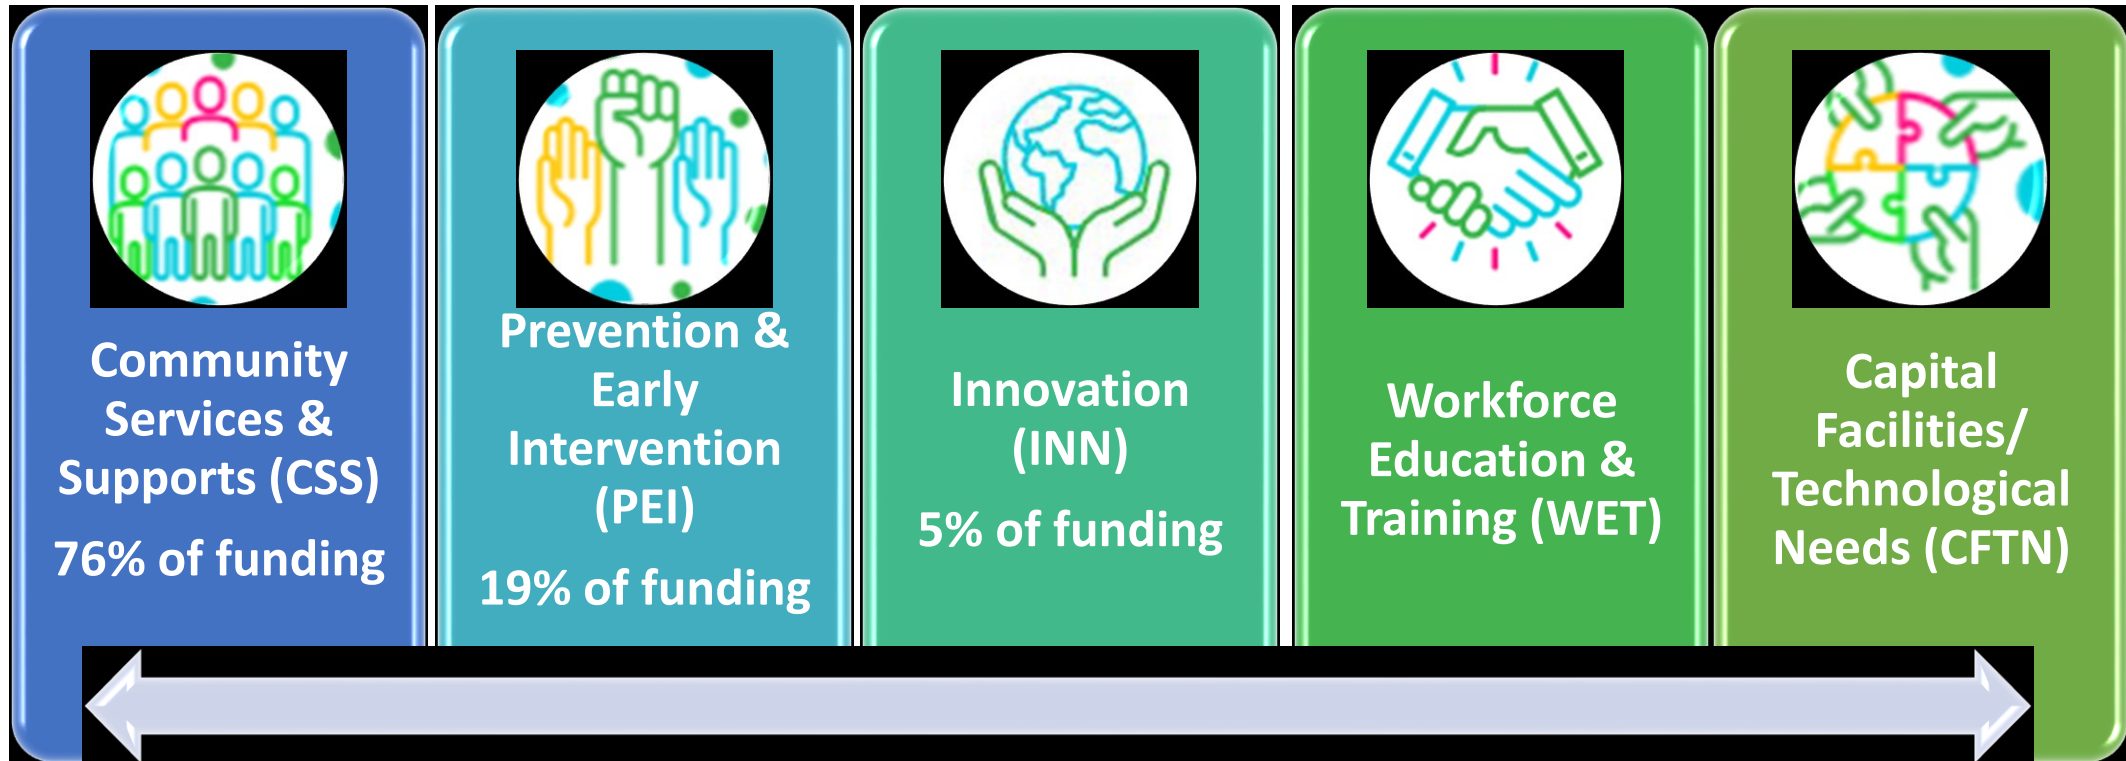 Community
Services &
Supports (CSS)
76% of funding
Prevention &
Early
Intervention
(PEI)
19% of funding
Innovation
(INN)
5% of funding
Workforce
Education &
Training (WET)
Capital
Facilities/
Technological
Needs (CFTN)